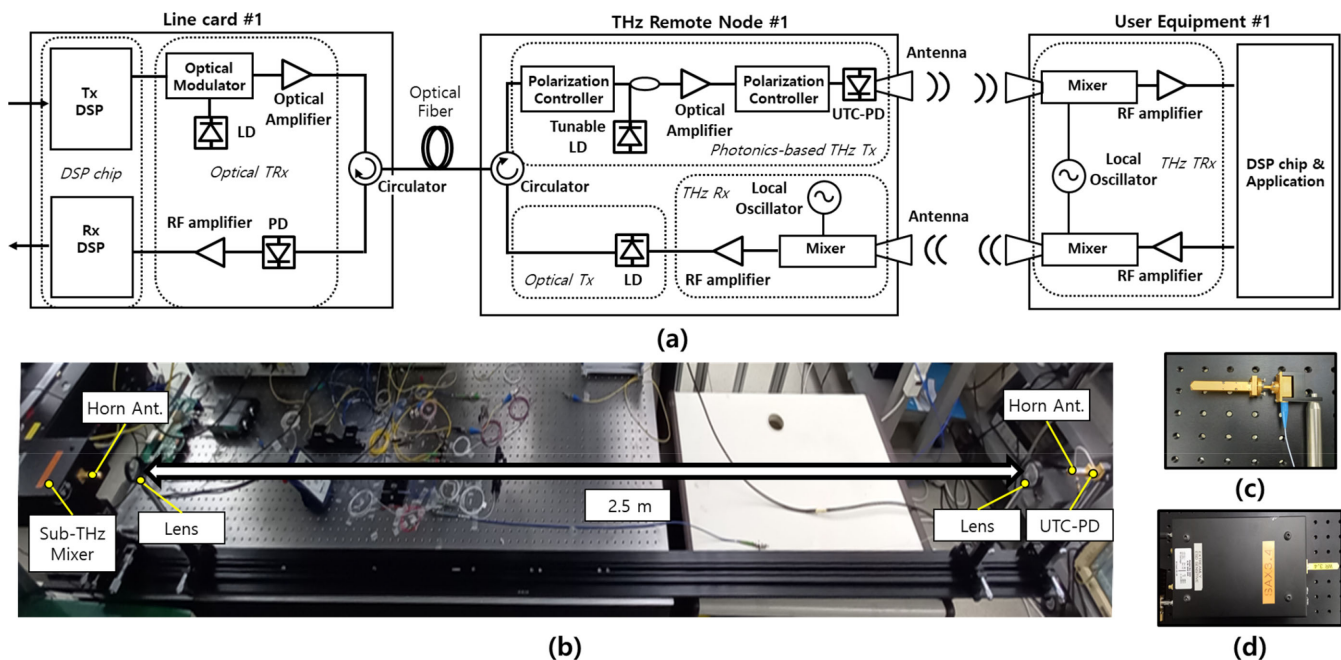 Line card #1
THz Remote Node #1
User Equipment #1
Tx
DSP
Optical
Modulator
LD
Optical
Amplifier
DSP chip
Optical TRx
Rx
DSP
RF amplifier
PD
Circulator
Optical
Fiber
Circulator
Polarization
Controller
Tunable
LD
Optical
Amplifier
Polarization
Controller
UTC-PD
Photonics-based THz Tx
Antenna
THz Rx
Local
Oscillator
Mixer
RF amplifier
LD
Optical Tx
Antenna
Mixer
RF amplifier
Local
Oscillator
THz TRx
Mixer
RF amplifier
DSP chip &
Application
(a)
Horn Ant.
Sub-THz
Mixer
Lens
2.5 m
Lens
Horn Ant.
UTC-PD
(b)
(c)
SAX3.4
(d)